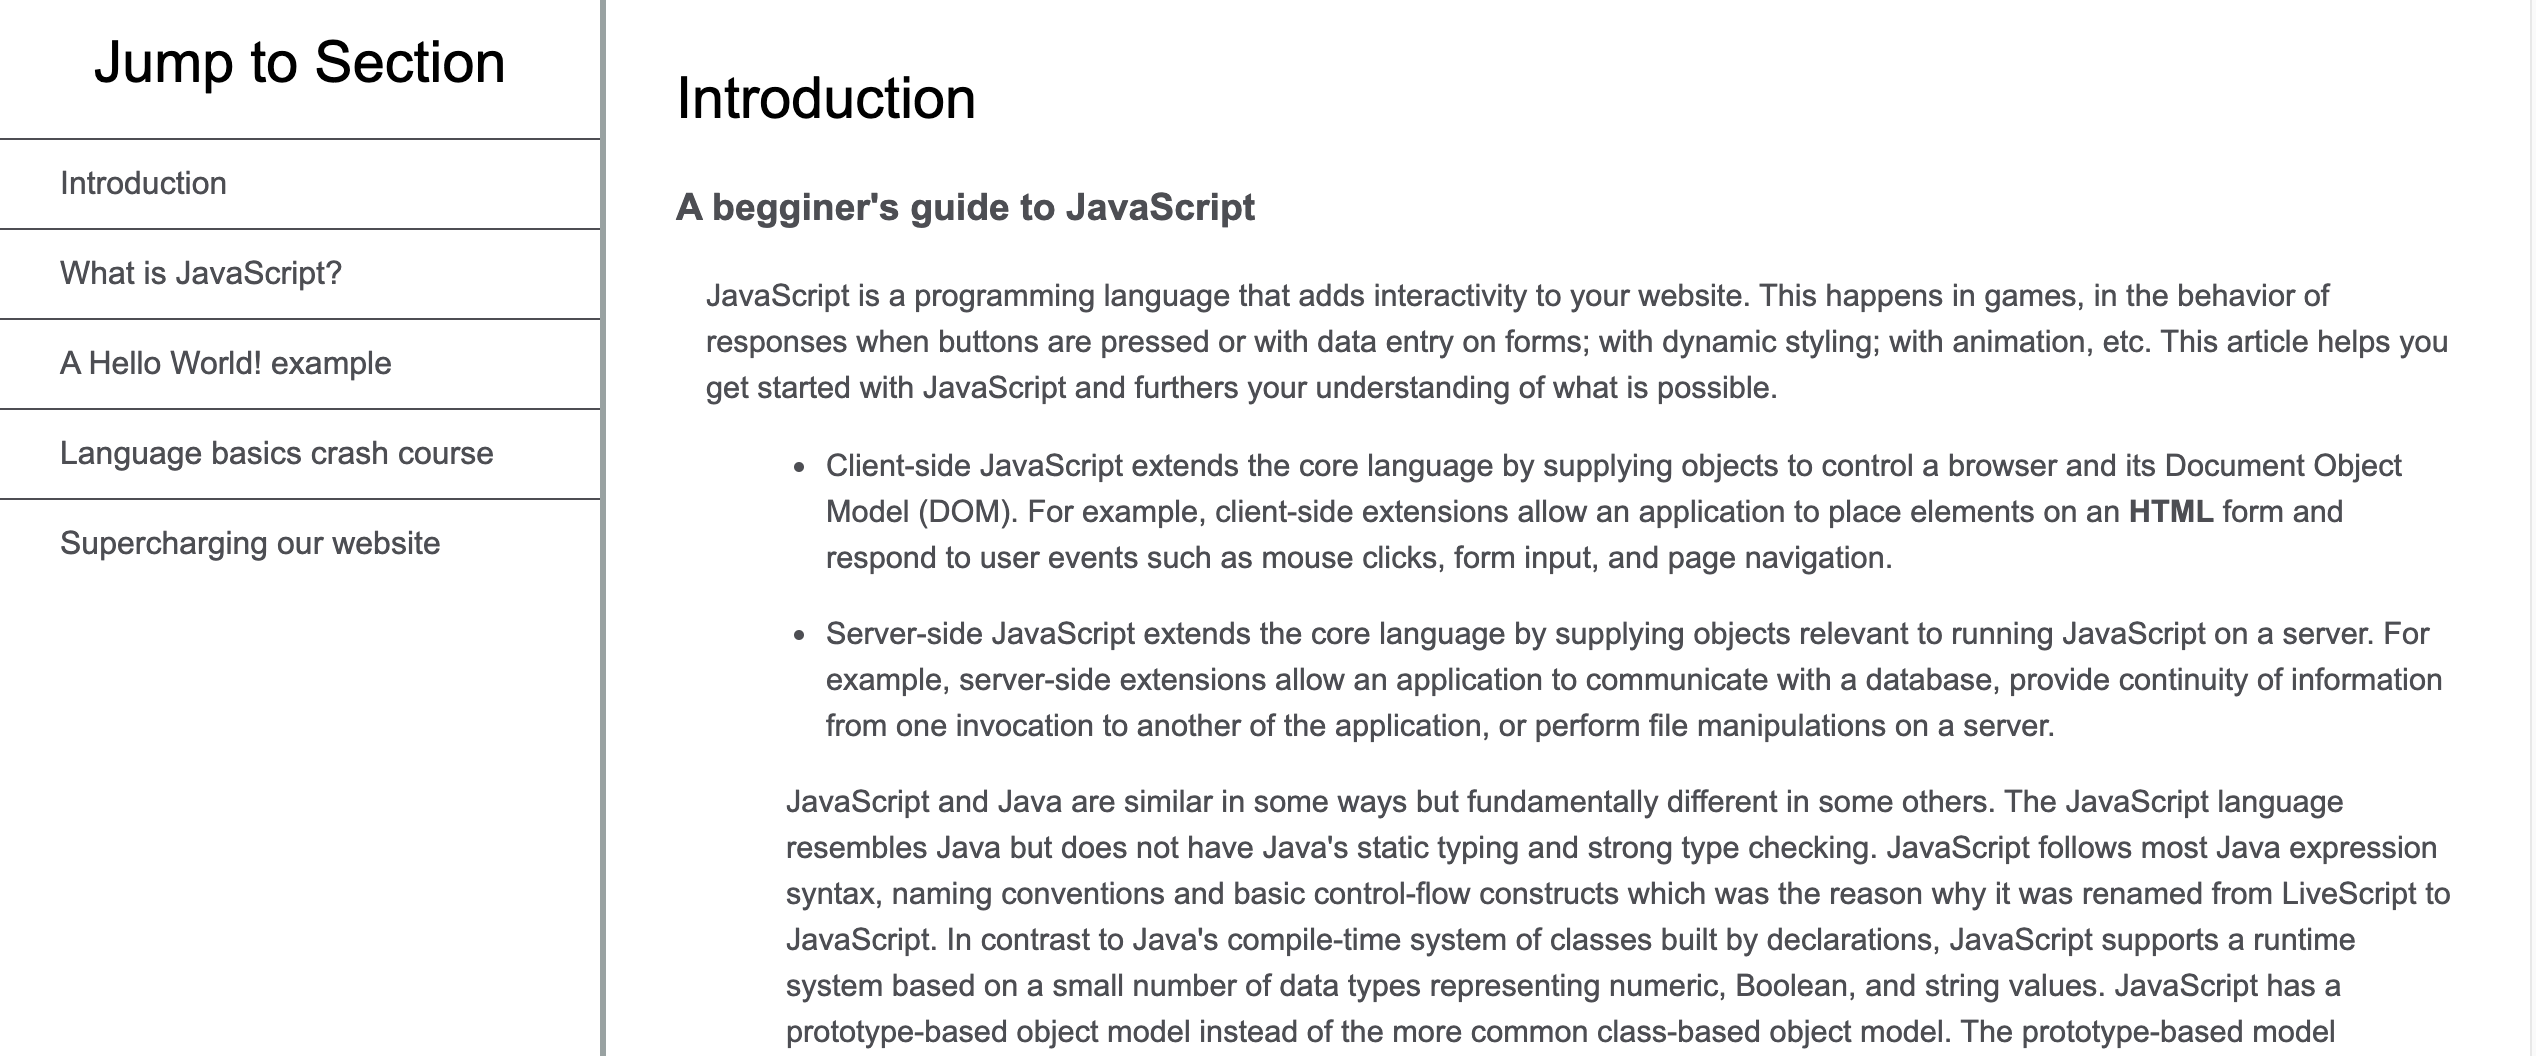 Jump to Section
Introduction
What is JavaScript?
A Hello World! example
Language basics crash course
Supercharging our website
Introduction
A begginer's guide to JavaScript
JavaScript is a programming language that adds interactivity to your website. This happens in games, in the behavior of
responses when buttons are pressed or with data entry on forms; with dynamic styling; with animation, etc. This article helps you
get started with JavaScript and furthers your understanding of what is possible.
• Client-side JavaScript extends the core language by supplying objects to control a browser and its Document Object
Model (DOM). For example, client-side extensions allow an application to place elements on an HTML form and
respond to user events such as mouse clicks, form input, and page navigation.
• Server-side JavaScript extends the core language by supplying objects relevant to running JavaScript on a server. For
example, server-side extensions allow an application to communicate with a database, provide continuity of information
from one invocation to another of the application, or perform file manipulations on a server.
JavaScript and Java are similar in some ways but fundamentally different in some others. The JavaScript language
resembles Java but does not have Java's static typing and strong type checking. JavaScript follows most Java expression
syntax, naming conventions and basic control-flow constructs which was the reason why it was renamed from LiveScript to
JavaScript. In contrast to Java's compile-time system of classes built by declarations, JavaScript supports a runtime
system based on a small number of data types representing numeric, Boolean, and string values. JavaScript has a
prototype-based object model instead of the more common class-based object model. The prototype-based model